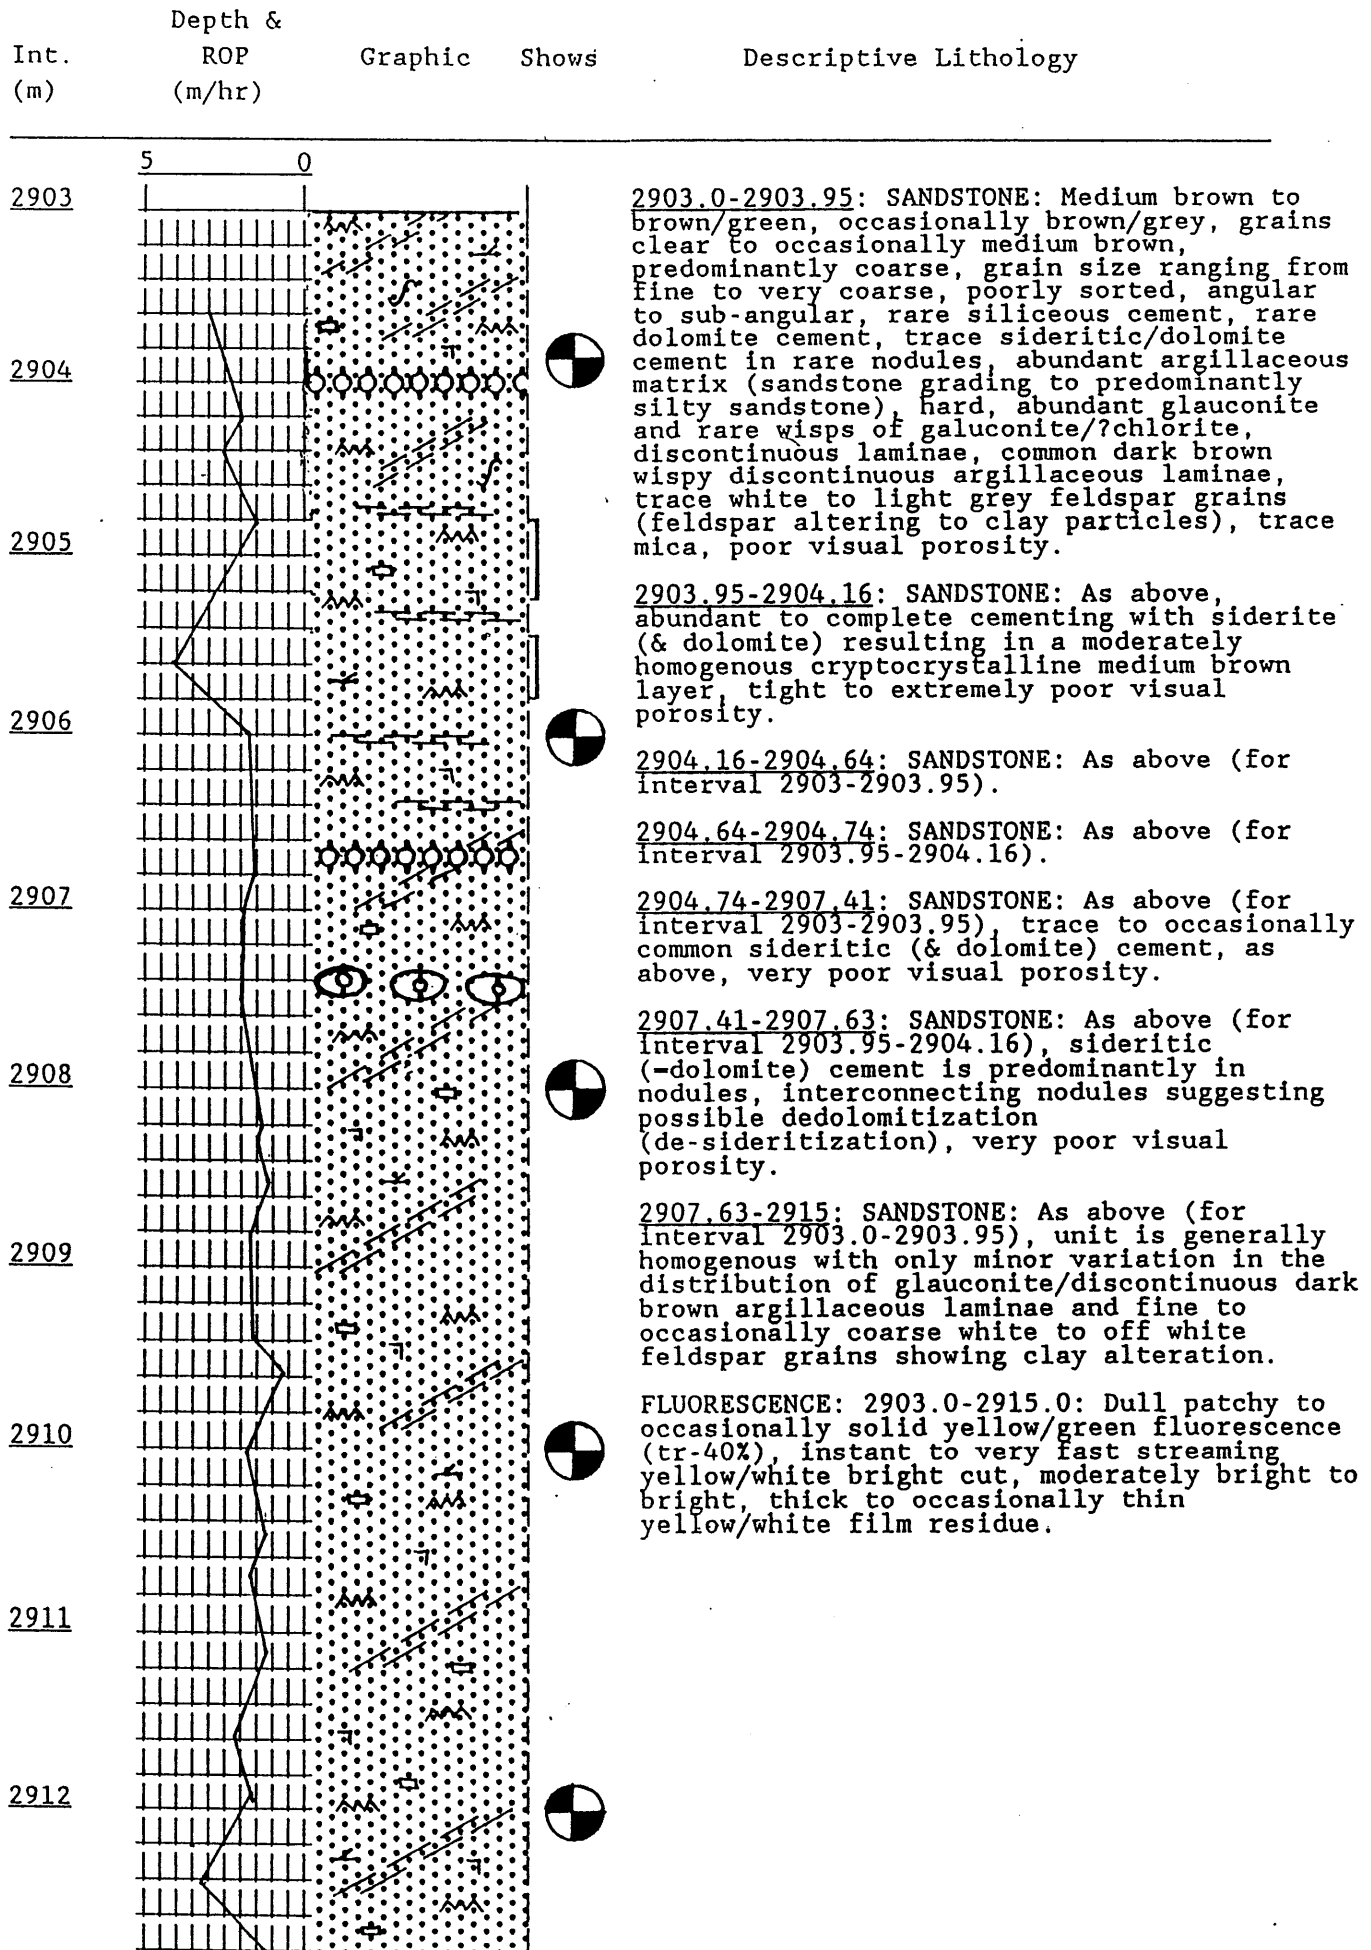 Depth &
Int. ROP Graphic Shows Descriptive Lithology
(m) (m/hr)
5 0
2903
2904
2905
2906
2907
2908
2909
2910
2911
2912
2903.0-2903.95: SANDSTONE: Medium brown to
brown/green, occasionally brown/grey, grains
clear to occasionally medium brown,
predominantly coarse, grain size ranging from
fine to very coarse, poorly sorted, angular
to sub-angular, rare siliceous cement, rare
dolomite cement, trace sideritic/dolomite
cement in rare nodules, abundant argillaceous
matrix (sandstone grading to predominantly
silty sandstone), hard, abundant glauconite
and rare wisps of galuconite/?chlorite,
discontinuous laminae, common dark brown
wispy discontinuous argillaceous laminae,
trace white to light grey feldspar grains
(feldspar altering to clay particles), trace
mica, poor visual porosity.
2903.95-2904.16: SANDSTONE: As above,
abundant to complete cementing with siderite
(& dolomite) resulting in a moderately
homogenous cryptocrystalline medium brown
layer, tight to extremely poor visual
porosity.
2904.16-2904.64: SANDSTONE: As above (for
interval 2903-2903.95).
2904.64-2904.74: SANDSTONE: As above (for
interval 2903.95-2904.16).
2904.74-2907.41: SANDSTONE: As above (for
interval 2903-2903.95), trace to occasionally
common sideritic (& dolomite) cement, as
above, very poor visual porosity.
2907.41-2907.63: SANDSTONE: As above (for
interval 2903.95-2904.16), sideritic
(-dolomite) cement is predominantly in
nodules, interconnecting nodules suggesting
possible dedolomitization
(de-sideritization), very poor visual
porosity.
2907.63-2915: SANDSTONE: As above (for
interval 2903.0-2903.95), unit is generally
homogenous with only minor variation in the
distribution of glauconite/discontinuous dark
brown argillaceous laminae and fine to
occasionally coarse white to off white
feldspar grains showing clay alteration.
FLUORESCENCE: 2903.0-2915.0: Dull patchy to
occasionally solid yellow/green fluorescence
(tr-40%), instant to very fast streaming
yellow/white bright cut, moderately bright to
bright, thick to occasionally thin
yellow/white film residue.